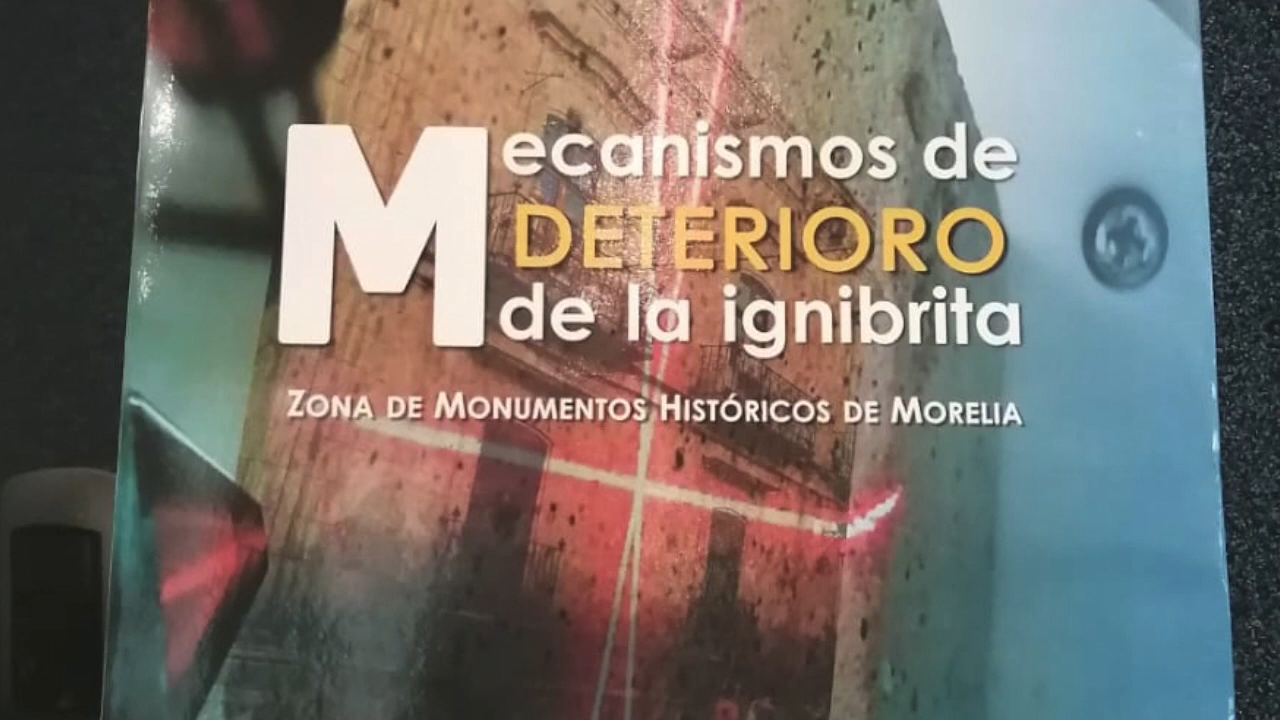 Mecanismos de
DETERIORO
de la ignibrita
ZONA DE MONUMENTOS HISTÓRICOS DE MORELIA